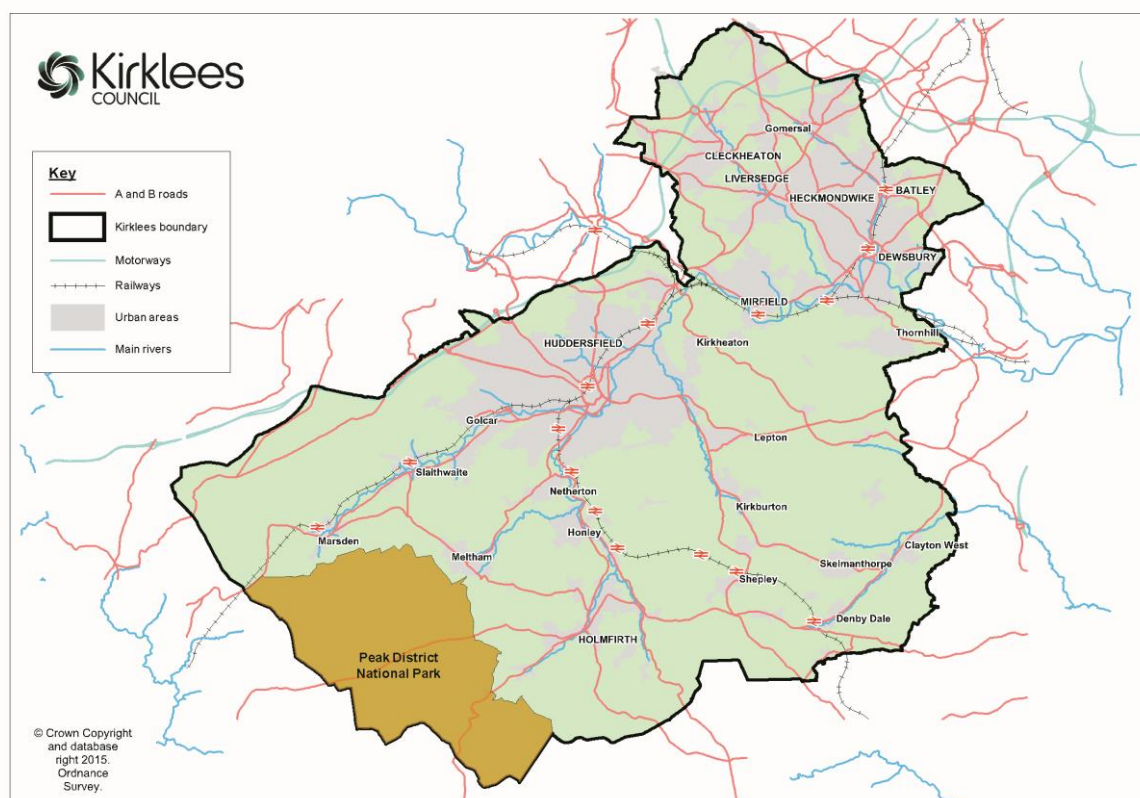 Kirklees
COUNCIL
Key
A and B roads
Kirklees boundary
Motorways
Railways
Urban areas
Main rivers
Gomersal
CLECKHEATON
LIVERSEDGE
HECKMONDWIKE
BATLEY
DEWSBURY
MIRFIELD
Thornhill
HUDDERSFIELD
Kirkheaton
Golcar
Lepton
Slaithwaite
Netherton
Kirkburton
Honley
Marsden
Meltham
Clayton West
Skelmanthorpe
Shepley
Denby Dale
HOLMFIRTH
Peak District
National Park
© Crown Copyright
and database
right 2015.
Ordnance
Survey.